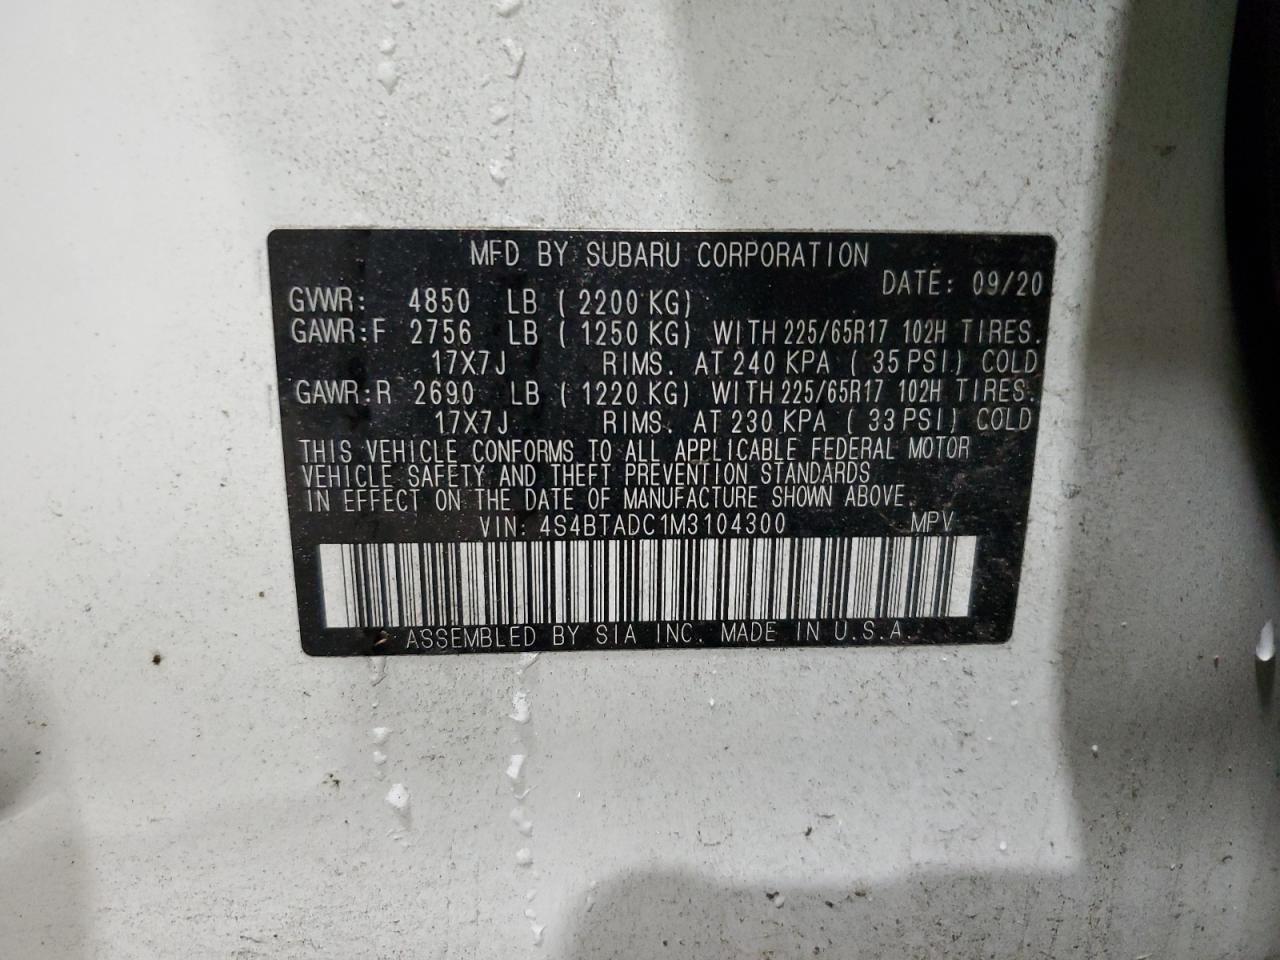 MFD BY SUBARU CORPORATION
DATE: 09/20
GVWR: 4850 LB ( 2200 KG)
GAWR:F 2756 LB ( 1250 KG) WITH 225/65R17 102H TIRES.
17X7J RIMS. AT 240 KPA ( 35 PSI) COLD
GAWR:R 2690 LB ( 1220 KG) WITH 225/65R17 102H TIRES.
17X7J RIMS. AT 230 KPA ( 33 PSI) COLD
THIS VEHICLE CONFORMS TO ALL APPLICABLE FEDERAL MOTOR
VEHICLE SAFETY AND THEFT PREVENTION STANDARDS
IN EFFECT ON THE DATE OF MANUFACTURE SHOWN ABOVE
VIN: 4S4BTADC1M3104300 MPV
ASSEMBLED BY SIA INC. MADE IN U.S.A.